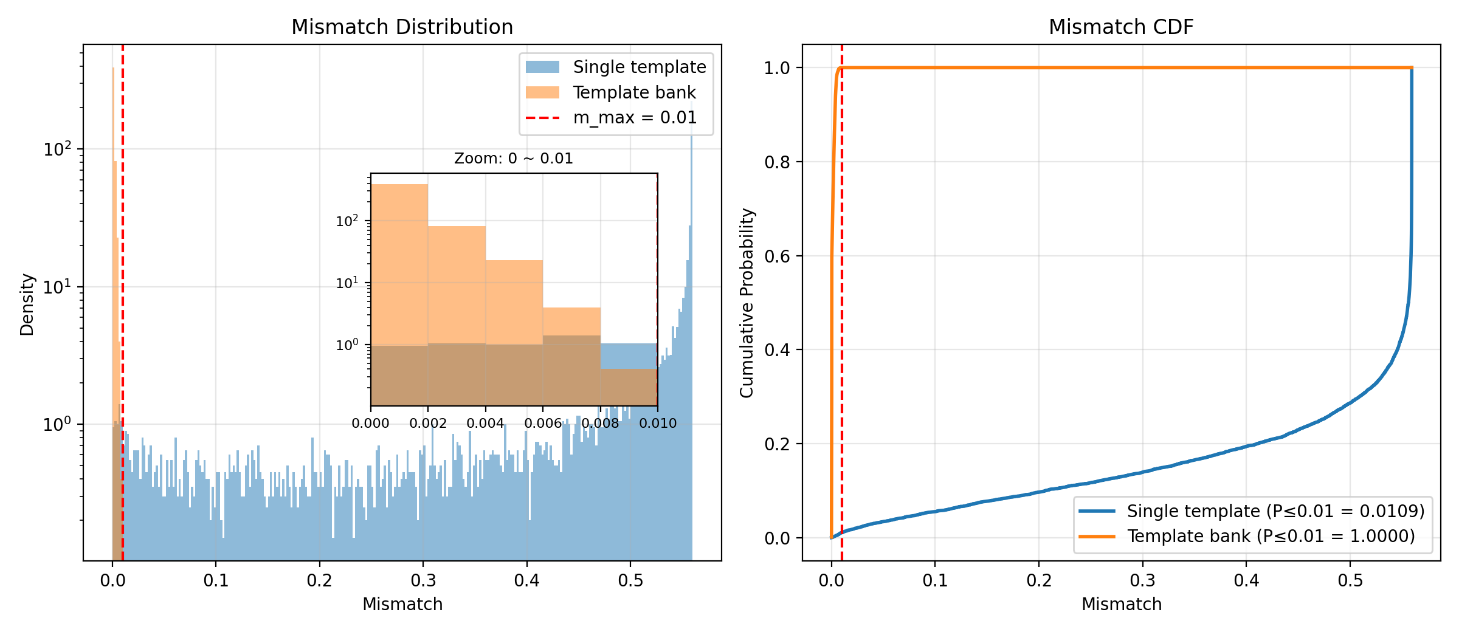 Mismatch Distribution
Single template
Template bank
m_max = 0.01
Zoom: 0 ~ 0.01
10²
10¹
10⁰
0.000 0.002 0.004 0.006 0.008 0.010
Density
10²
10¹
10⁰
0.0 0.1 0.2 0.3 0.4 0.5
Mismatch
Mismatch CDF
Cumulative Probability
1.0
0.8
0.6
0.4
0.2
0.0
Single template (P≤0.01 = 0.0109)
Template bank (P≤0.01 = 1.0000)
0.0 0.1 0.2 0.3 0.4 0.5
Mismatch